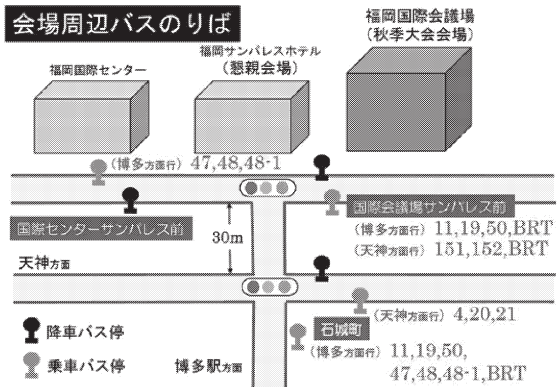 会場周辺バスのりば
福岡国際会議場
(秋季大会会場)
福岡サンパレスホテル
(懇親会場)
福岡国際センター
(博多方面行) 47,48,48-1
国際会議場サンパレス前
(博多方面行) 11,19,50,BRT
(天神方面行) 151,152,BRT
国際センターサンパレス前
30m
天神方面
(天神方面行) 4,20,21
石城町
(博多方面行) 11,19,50,
47,48,48-1,BRT
降車バス停
乗車バス停
博多駅方面